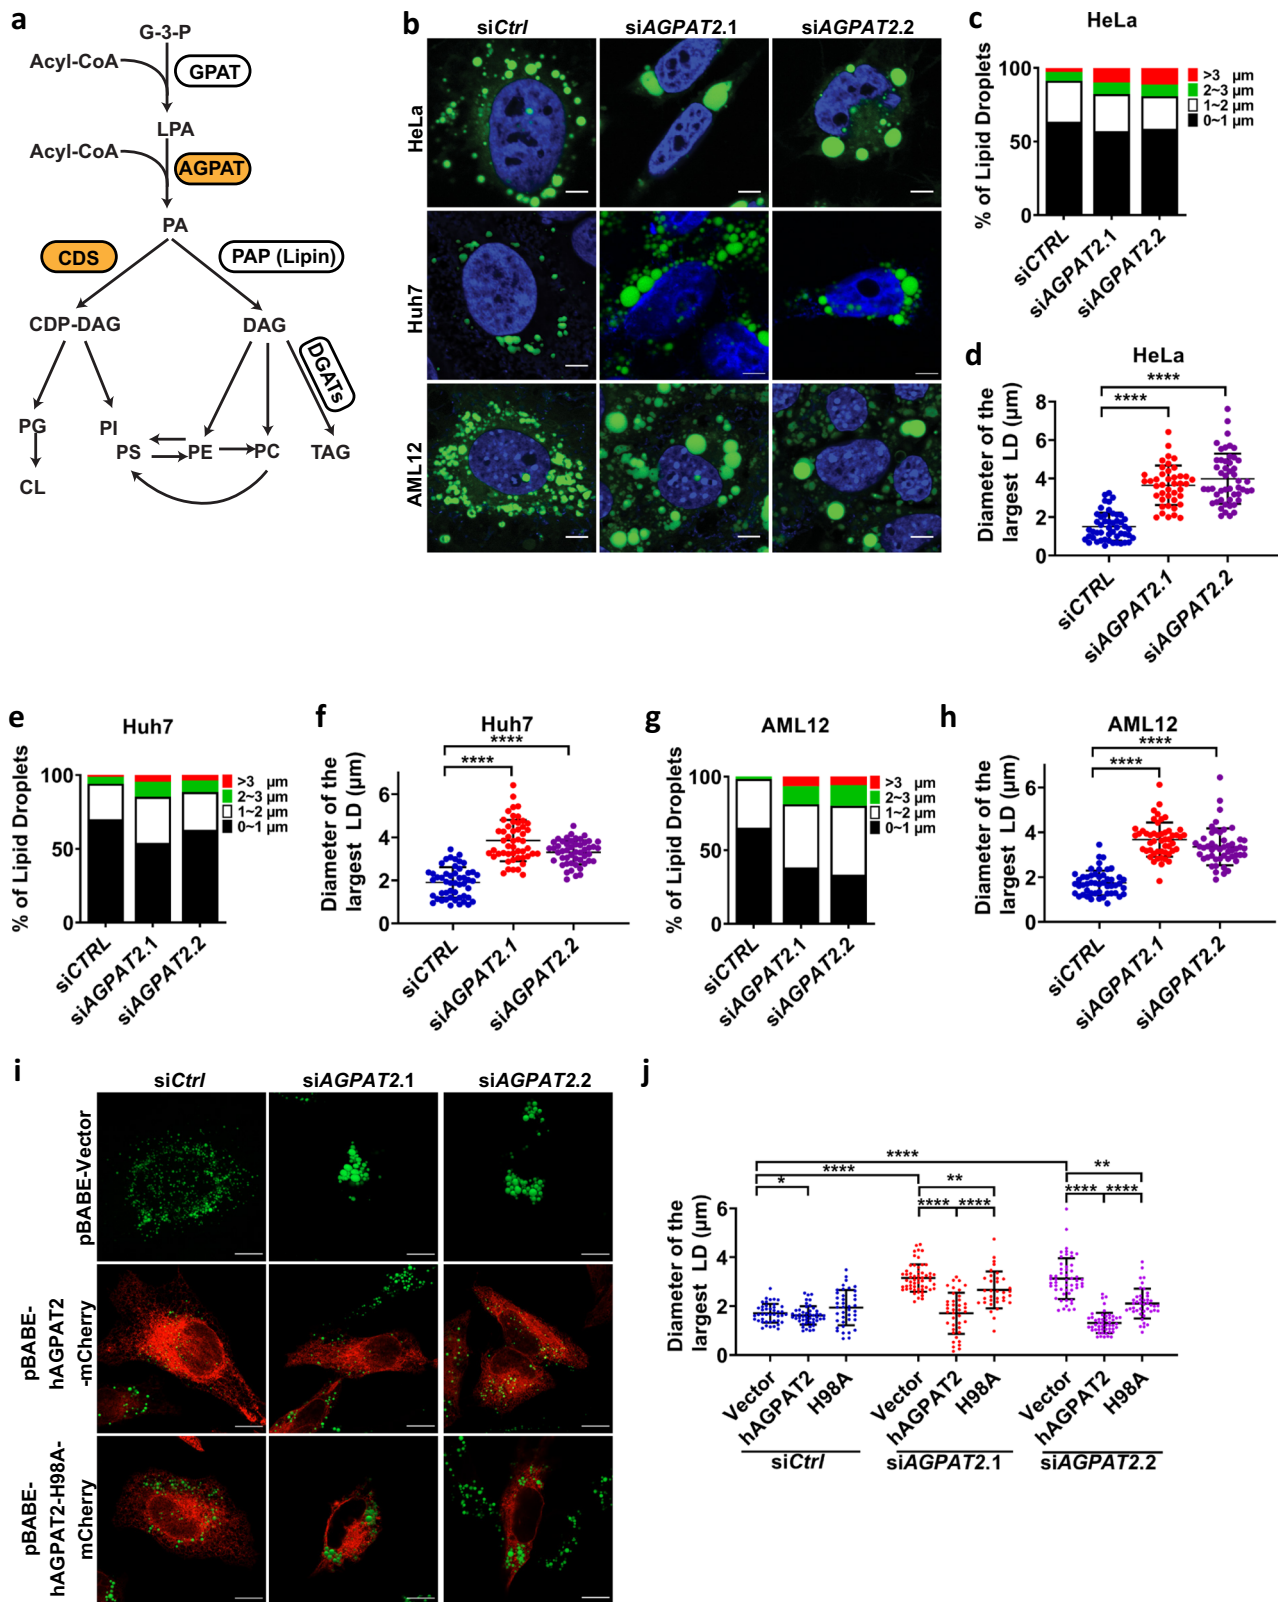 a
G-3-P
Acyl-CoA
GPAT
LPA
Acyl-CoA
AGPAT
PA
CDS
PAP (Lipin)
CDP-DAG
DAG
DGATs
PG
PI
PS
PE
PC
TAG
CL
b
siCtrl
siAGPAT2.1
siAGPAT2.2
HeLa
Huh7
AML12
c
HeLa
% of Lipid Droplets
100
50
0
>3 µm
2~3 µm
1~2 µm
0~1 µm
siCTRL
siAGPAT2.1
siAGPAT2.2
d
HeLa
****
****
Diameter of the
largest LD (µm)
8
6
4
2
0
siCTRL
siAGPAT2.1
siAGPAT2.2
e
Huh7
% of Lipid Droplets
100
50
0
>3 µm
2~3 µm
1~2 µm
0~1 µm
siCTRL
siAGPAT2.1
siAGPAT2.2
f
Huh7
****
****
Diameter of the
largest LD (µm)
8
6
4
2
0
siCTRL
siAGPAT2.1
siAGPAT2.2
g
AML12
% of Lipid Droplets
100
50
0
>3 µm
2~3 µm
1~2 µm
0~1 µm
siCTRL
siAGPAT2.1
siAGPAT2.2
h
AML12
****
****
Diameter of the
largest LD (µm)
6
4
2
0
siCTRL
siAGPAT2.1
siAGPAT2.2
i
siCtrl
siAGPAT2.1
siAGPAT2.2
pBABE-Vector
pBABE-
hAGPAT2
-mCherry
pBABE-
hAGPAT2-H98A-
mCherry
j
****
****
**
**
*
**** ****
**** ****
Diameter of the
largest LD (µm)
6
4
2
0
Vector
hAGPAT2
H98A
Vector
hAGPAT2
H98A
Vector
hAGPAT2
H98A
siCtrl
siAGPAT2.1
siAGPAT2.2